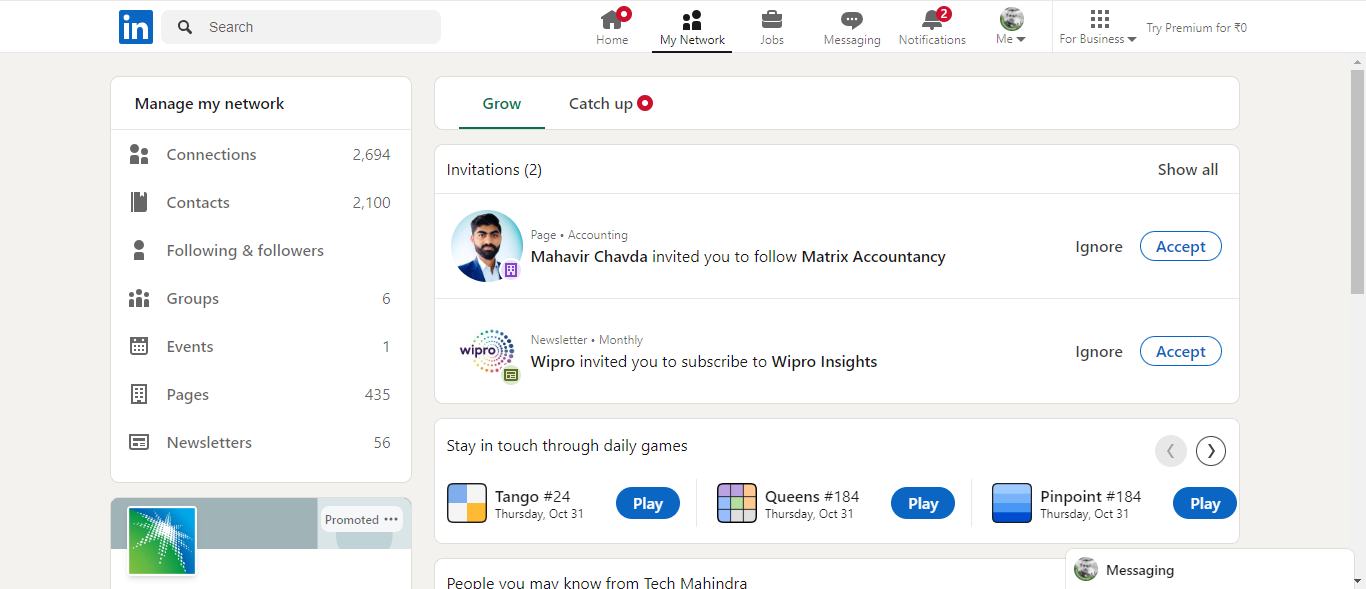 in
Search
Home
My Network
Jobs
Messaging
2
Notifications
Me
For Business
Try Premium for ₹0
Manage my network
Connections 2,694
Contacts 2,100
Following & followers
Groups 6
Events 1
Pages 435
Newsletters 56
Promoted
Grow
Catch up
Invitations (2)
Show all
Page • Accounting
Mahavir Chavda invited you to follow Matrix Accountancy
Ignore
Accept
wipro
Newsletter • Monthly
Wipro invited you to subscribe to Wipro Insights
Ignore
Accept
Stay in touch through daily games
Tango #24
Thursday, Oct 31
Play
Queens #184
Thursday, Oct 31
Play
Pinpoint #184
Thursday, Oct 31
Play
People you may know from Tech Mahindra
Messaging